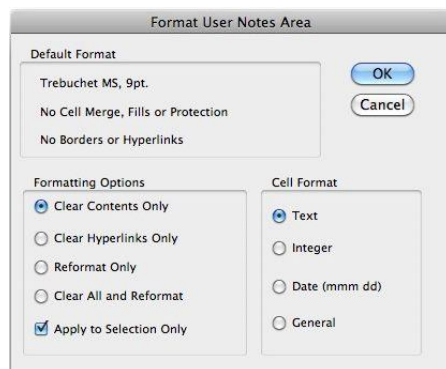 Format User Notes Area
Default Format
Trebuchet MS, 9pt.
No Cell Merge, Fills or Protection
No Borders or Hyperlinks
OK
Cancel
Formatting Options
Clear Contents Only
Clear Hyperlinks Only
Reformat Only
Clear All and Reformat
Apply to Selection Only
Cell Format
Text
Integer
Date (mmm dd)
General